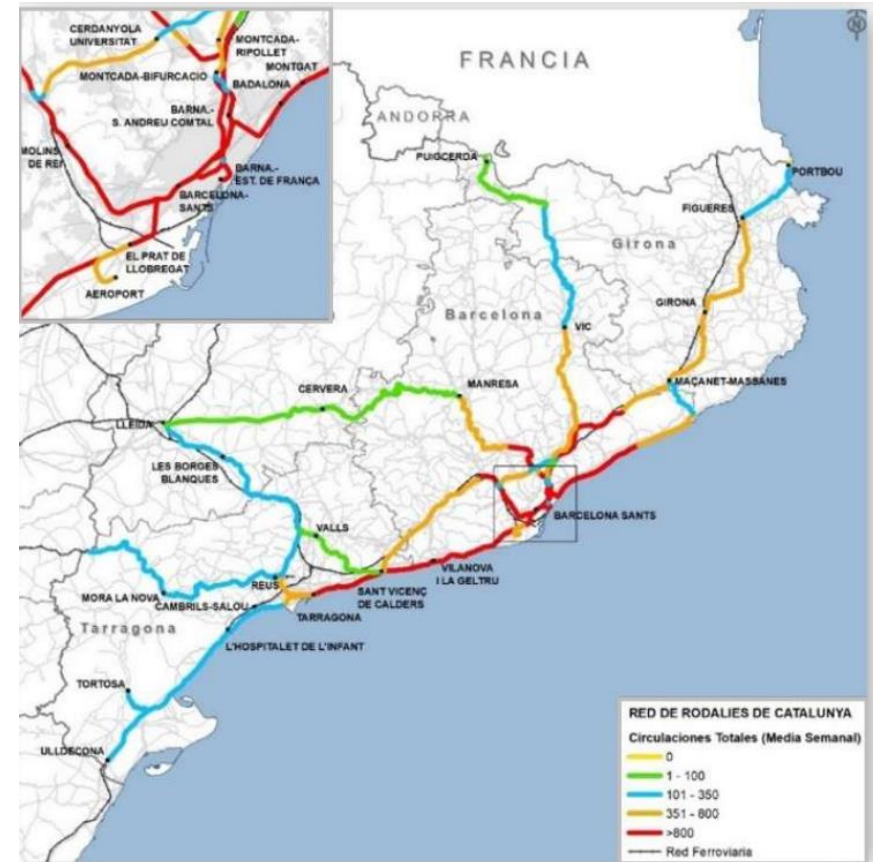 CERDANYOLA
UNIVERSITAT
MONTCADA-
RIPOLLET
MONTGAT
MONTCADA-BIFURCACIO
BADALONA
BARNA.-
S. ANDREU COMTAL
MOLINS
DE REI
BARNA.-
EST. DE FRANÇA
BARCELONA-
SANTS
EL PRAT DE
LLOBREGAT
AEROPORT
N
FRANCIA
ANDORRA
PUIGCERDA
PORTBOU
FIGUERES
Girona
GIRONA
Barcelona
VIC
MAÇANET-MASSANES
CERVERA
MANRESA
LLEIDA
LES BORGES
BLANQUES
BARCELONA SANTS
VALLS
VILANOVA
I LA GELTRU
REUS
SANT VICENÇ
DE CALDERS
MORA LA NOVA
CAMBRILS-SALOU
TARRAGONA
Tarragona
L'HOSPITALET DE L'INFANT
TORTOSA
ULLDECONA
RED DE RODALIES DE CATALUNYA
Circulaciones Totales (Media Semanal)
0
1 - 100
101 - 350
351 - 800
>800
Red Ferroviaria